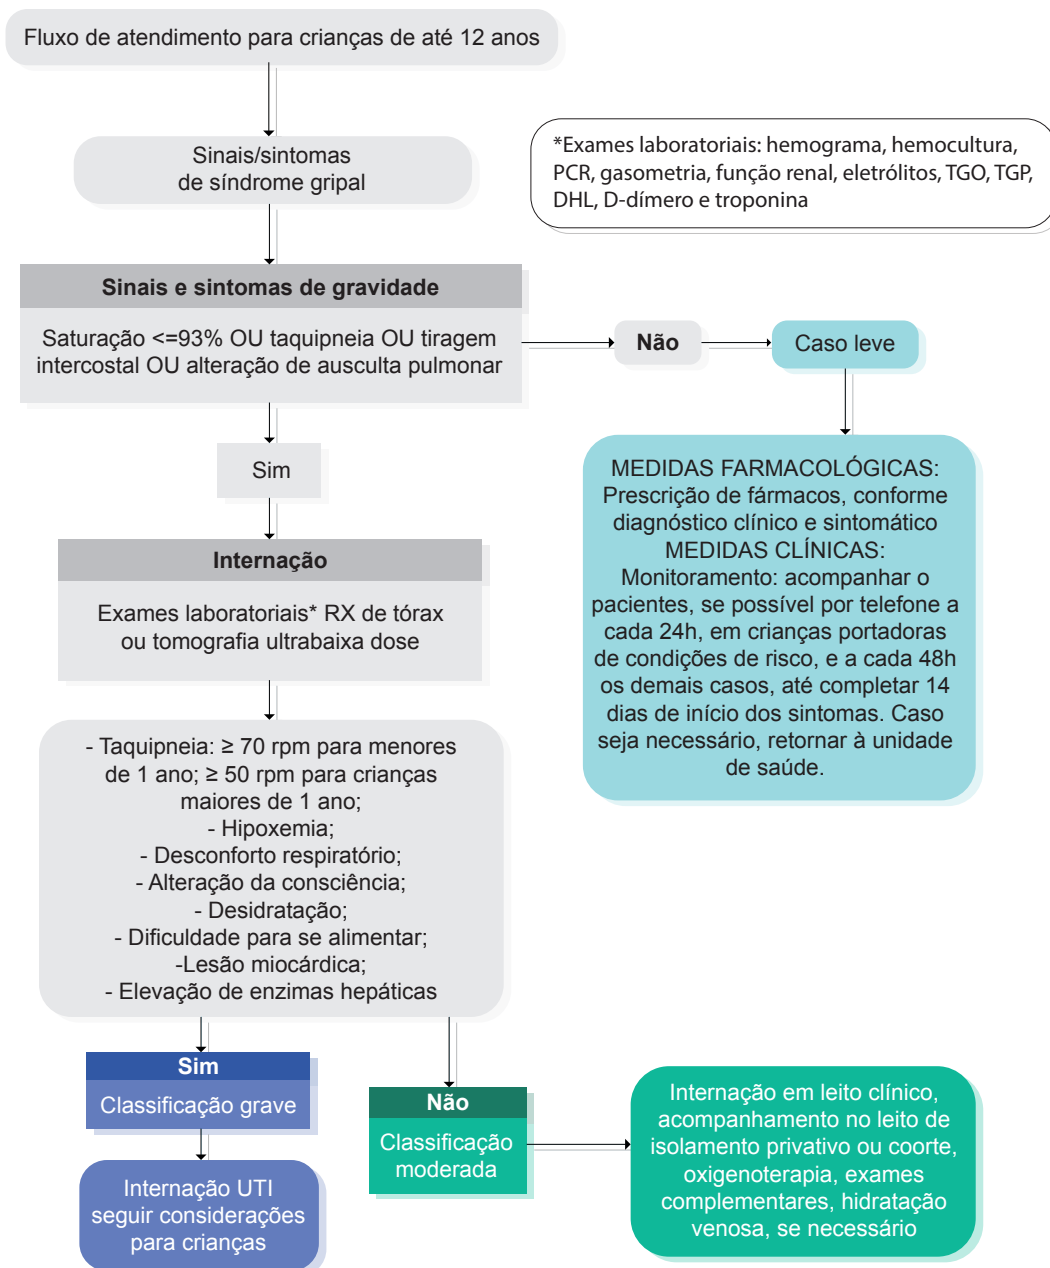 Fluxo de atendimento para crianças de até 12 anos
Sinais/sintomas
de síndrome gripal
*Exames laboratoriais: hemograma, hemocultura,
PCR, gasometria, função renal, eletrólitos, TGO, TGP,
DHL, D-dímero e troponina
Sinais e sintomas de gravidade
Saturação <=93% OU taquipneia OU tiragem
intercostal OU alteração de ausculta pulmonar
Não
Caso leve
Sim
MEDIDAS FARMACOLÓGICAS:
Prescrição de fármacos, conforme
diagnóstico clínico e sintomático
MEDIDAS CLÍNICAS:
Monitoramento: acompanhar o
pacientes, se possível por telefone a
cada 24h, em crianças portadoras
de condições de risco, e a cada 48h
os demais casos, até completar 14
dias de início dos sintomas. Caso
seja necessário, retornar à unidade
de saúde.
Internação
Exames laboratoriais* RX de tórax
ou tomografia ultrabaixa dose
- Taquipneia: ≥ 70 rpm para menores
de 1 ano; ≥ 50 rpm para crianças
maiores de 1 ano;
- Hipoxemia;
- Desconforto respiratório;
- Alteração da consciência;
- Desidratação;
- Dificuldade para se alimentar;
-Lesão miocárdica;
- Elevação de enzimas hepáticas
Sim
Classificação grave
Internação UTI
seguir considerações
para crianças
Não
Classificação
moderada
Internação em leito clínico,
acompanhamento no leito de
isolamento privativo ou coorte,
oxigenoterapia, exames
complementares, hidratação
venosa, se necessário